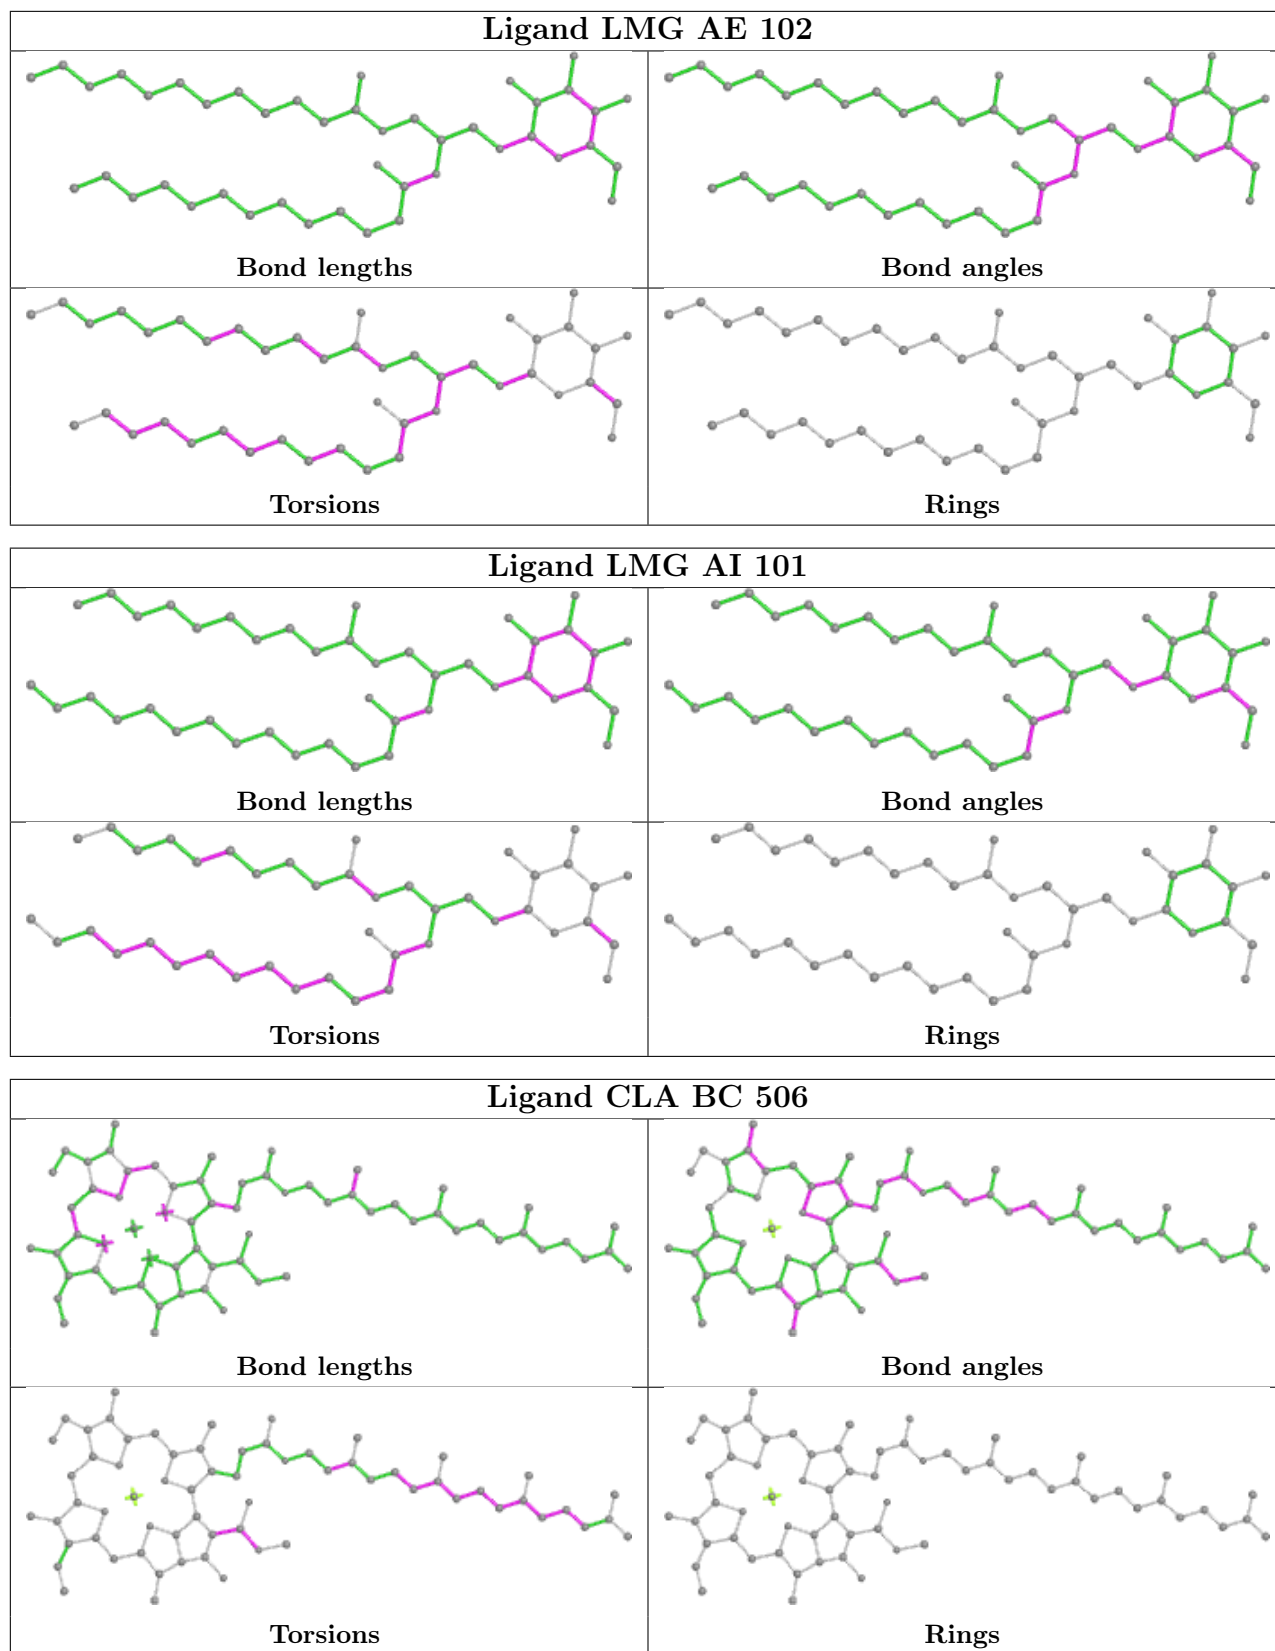 Ligand LMG AE 102
Bond lengths
Bond angles
Torsions
Rings
Ligand LMG AI 101
Bond lengths
Bond angles
Torsions
Rings
Ligand CLA BC 506
Bond lengths
Bond angles
Torsions
Rings